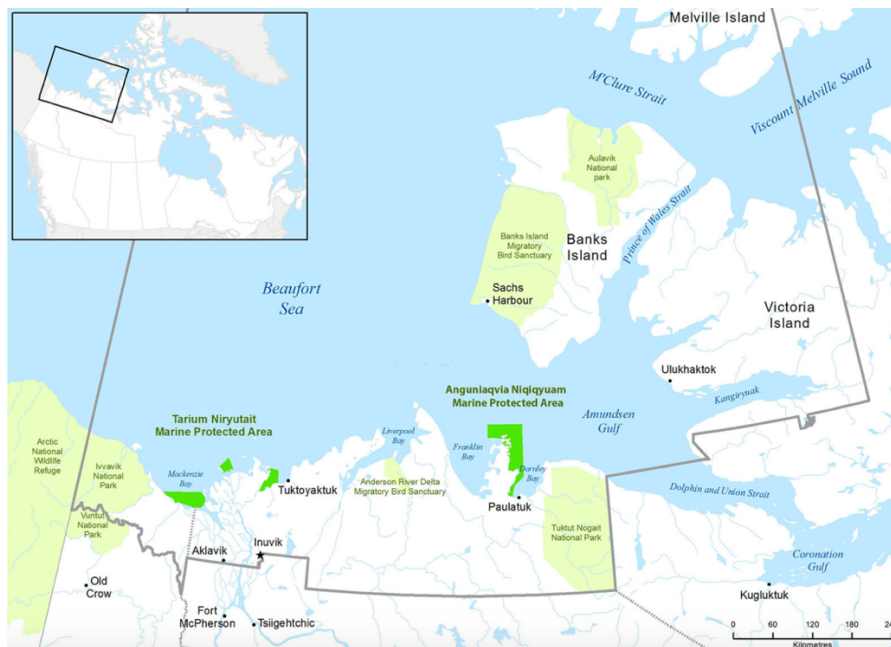 Melville Island
M'Clure Strait
Viscount Melville Sound
Aulavik
National
park
Prince of Wales Strait
Banks Island
Migratory
Bird Sanctuary
Banks
Island
Sachs
Harbour
Beaufort
Sea
Victoria
Island
Ulukhaktok
Kangiryuak
Anguniaqvia Niqiqyuam
Marine Protected Area
Amundsen
Gulf
Tarium Niryutait
Marine Protected Area
Liverpool
Bay
Franklin
Bay
Darnley
Bay
Arctic
National
Wildlife
Refuge
Ivvavik
National
Park
Mackenzie
Bay
Tuktoyaktuk
Anderson River Delta
Migratory Bird Sanctuary
Paulatuk
Dolphin and Union Strait
Vuntut
National
Park
Tuktut Nogait
National Park
Inuvik
Aklavik
Coronation
Gulf
Old
Crow
Kugluktuk
Fort
McPherson
Tsiigehtchic
0 60 120 180
Kilometres